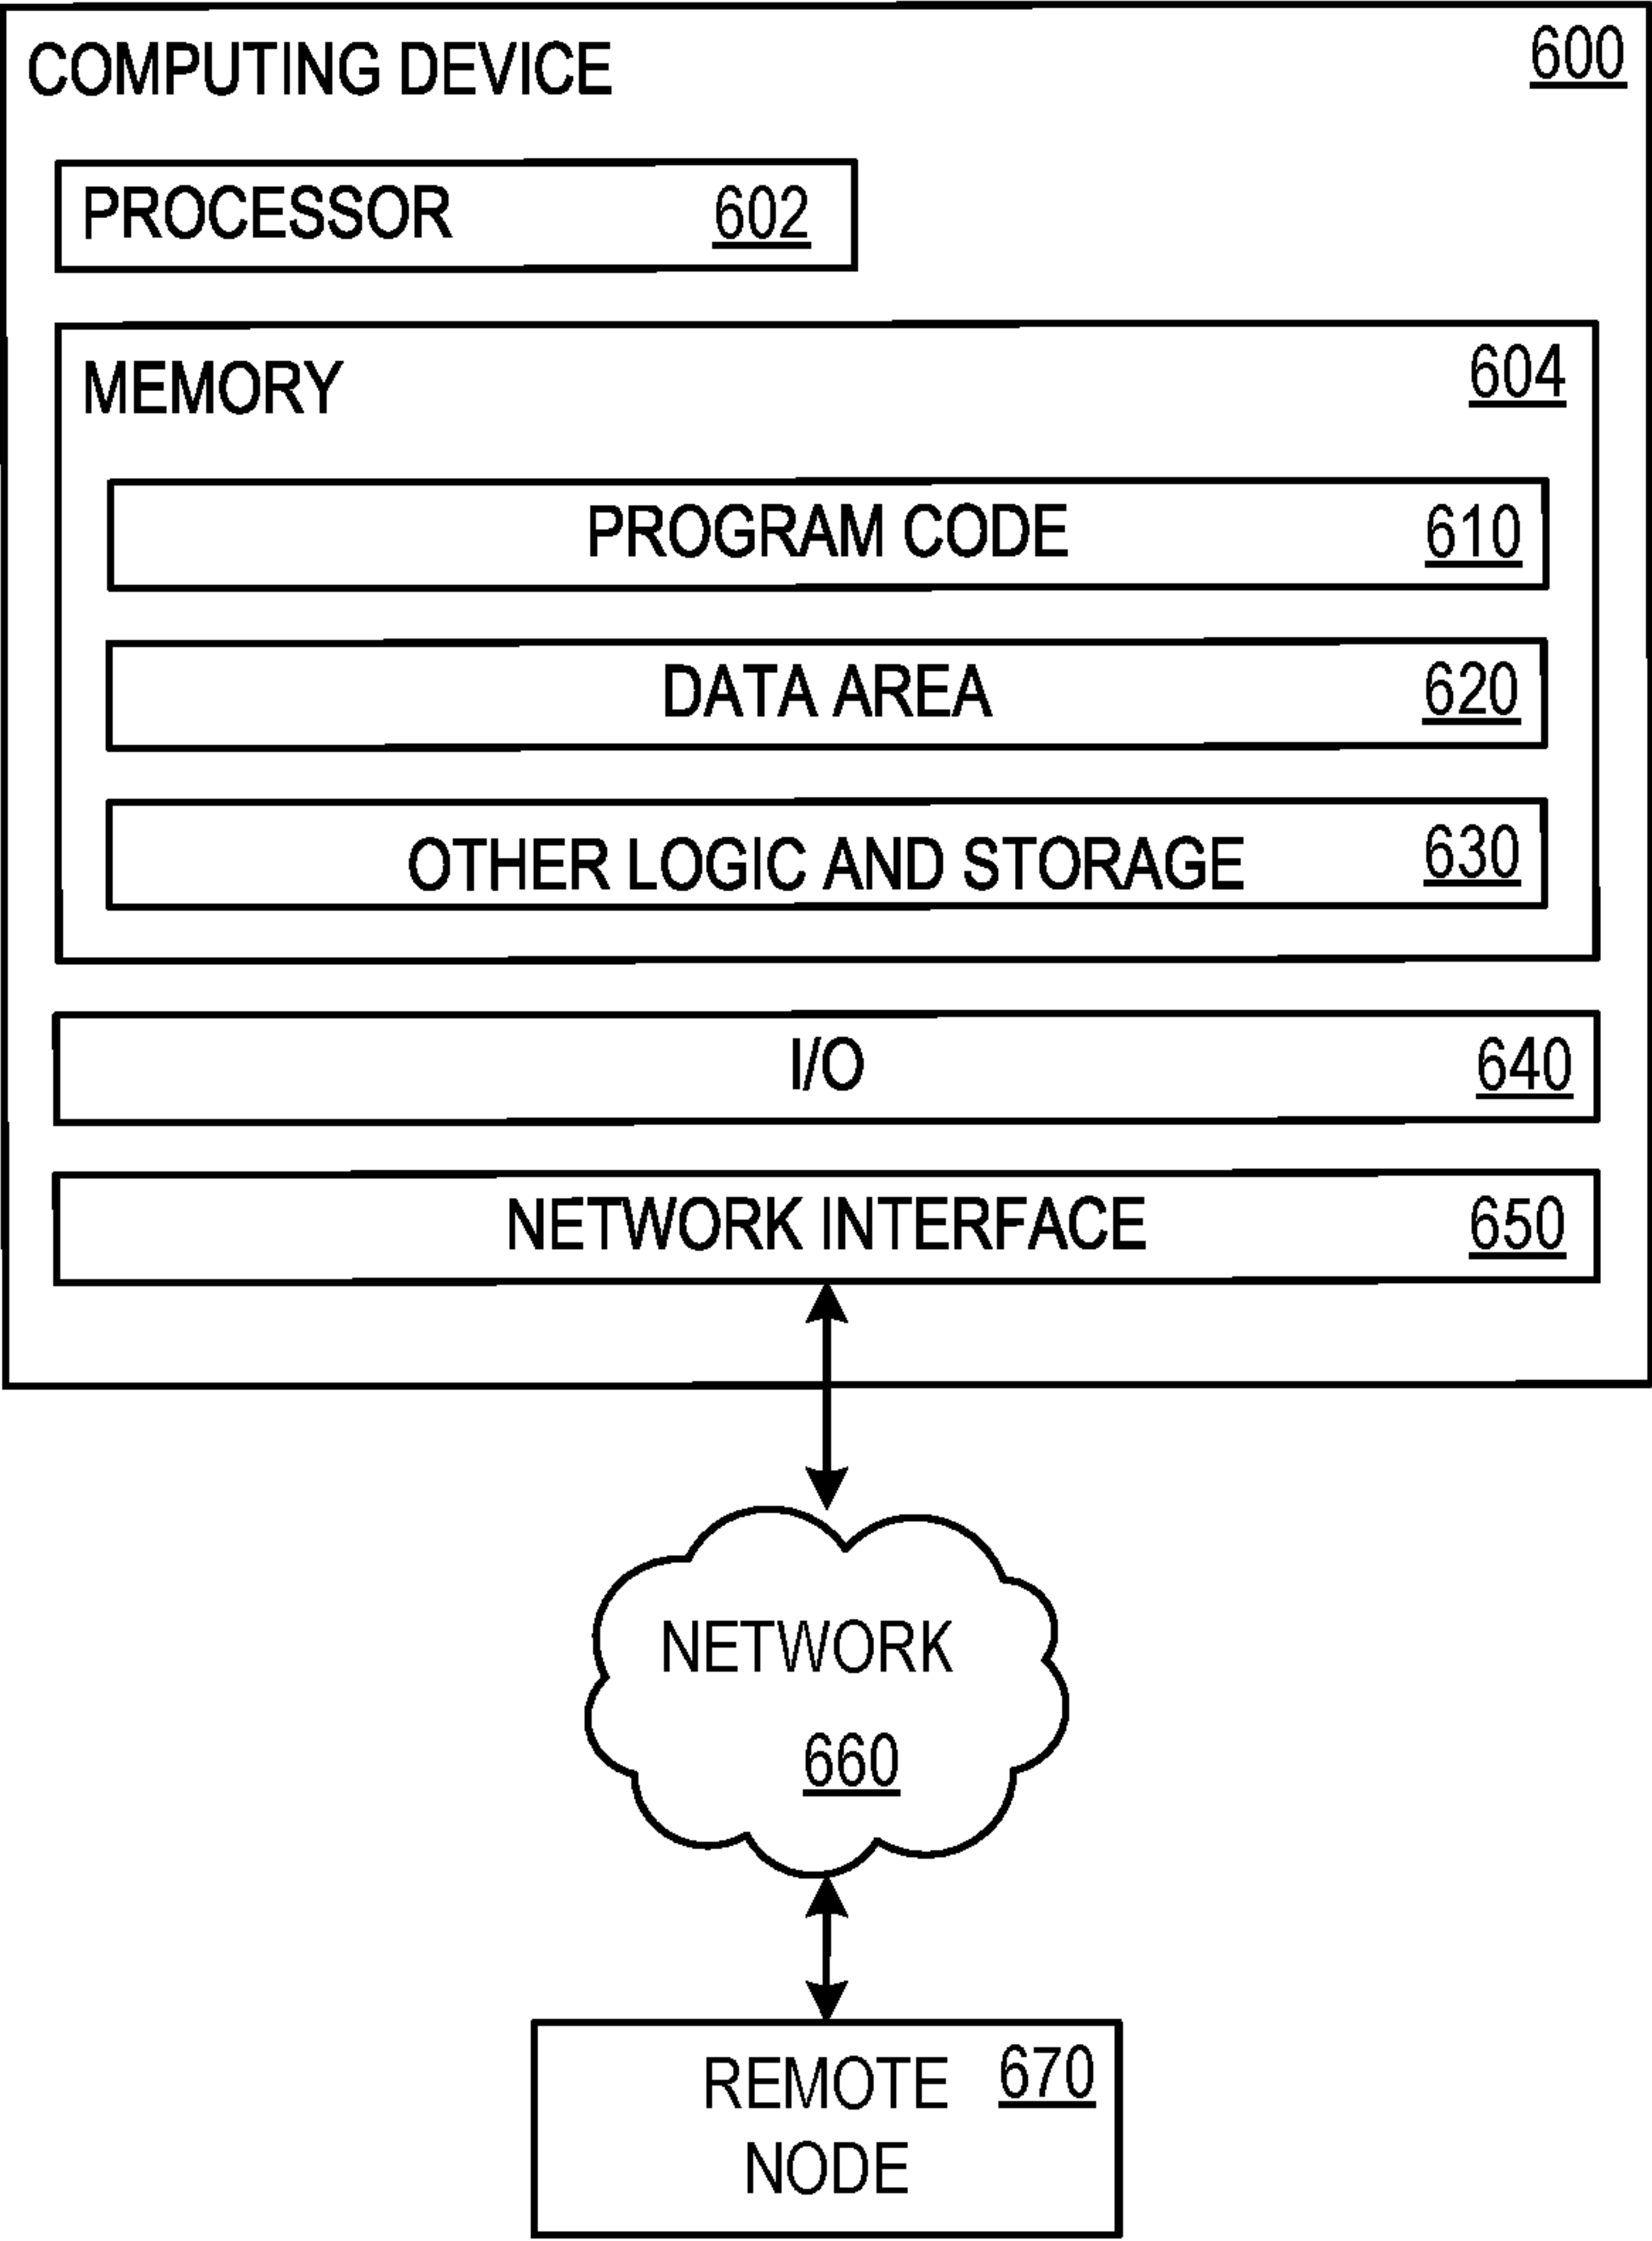 COMPUTING DEVICE 600
PROCESSOR 602
MEMORY 604
PROGRAM CODE 610
DATA AREA 620
OTHER LOGIC AND STORAGE 630
I/O 640
NETWORK INTERFACE 650
NETWORK
660
REMOTE 670
NODE